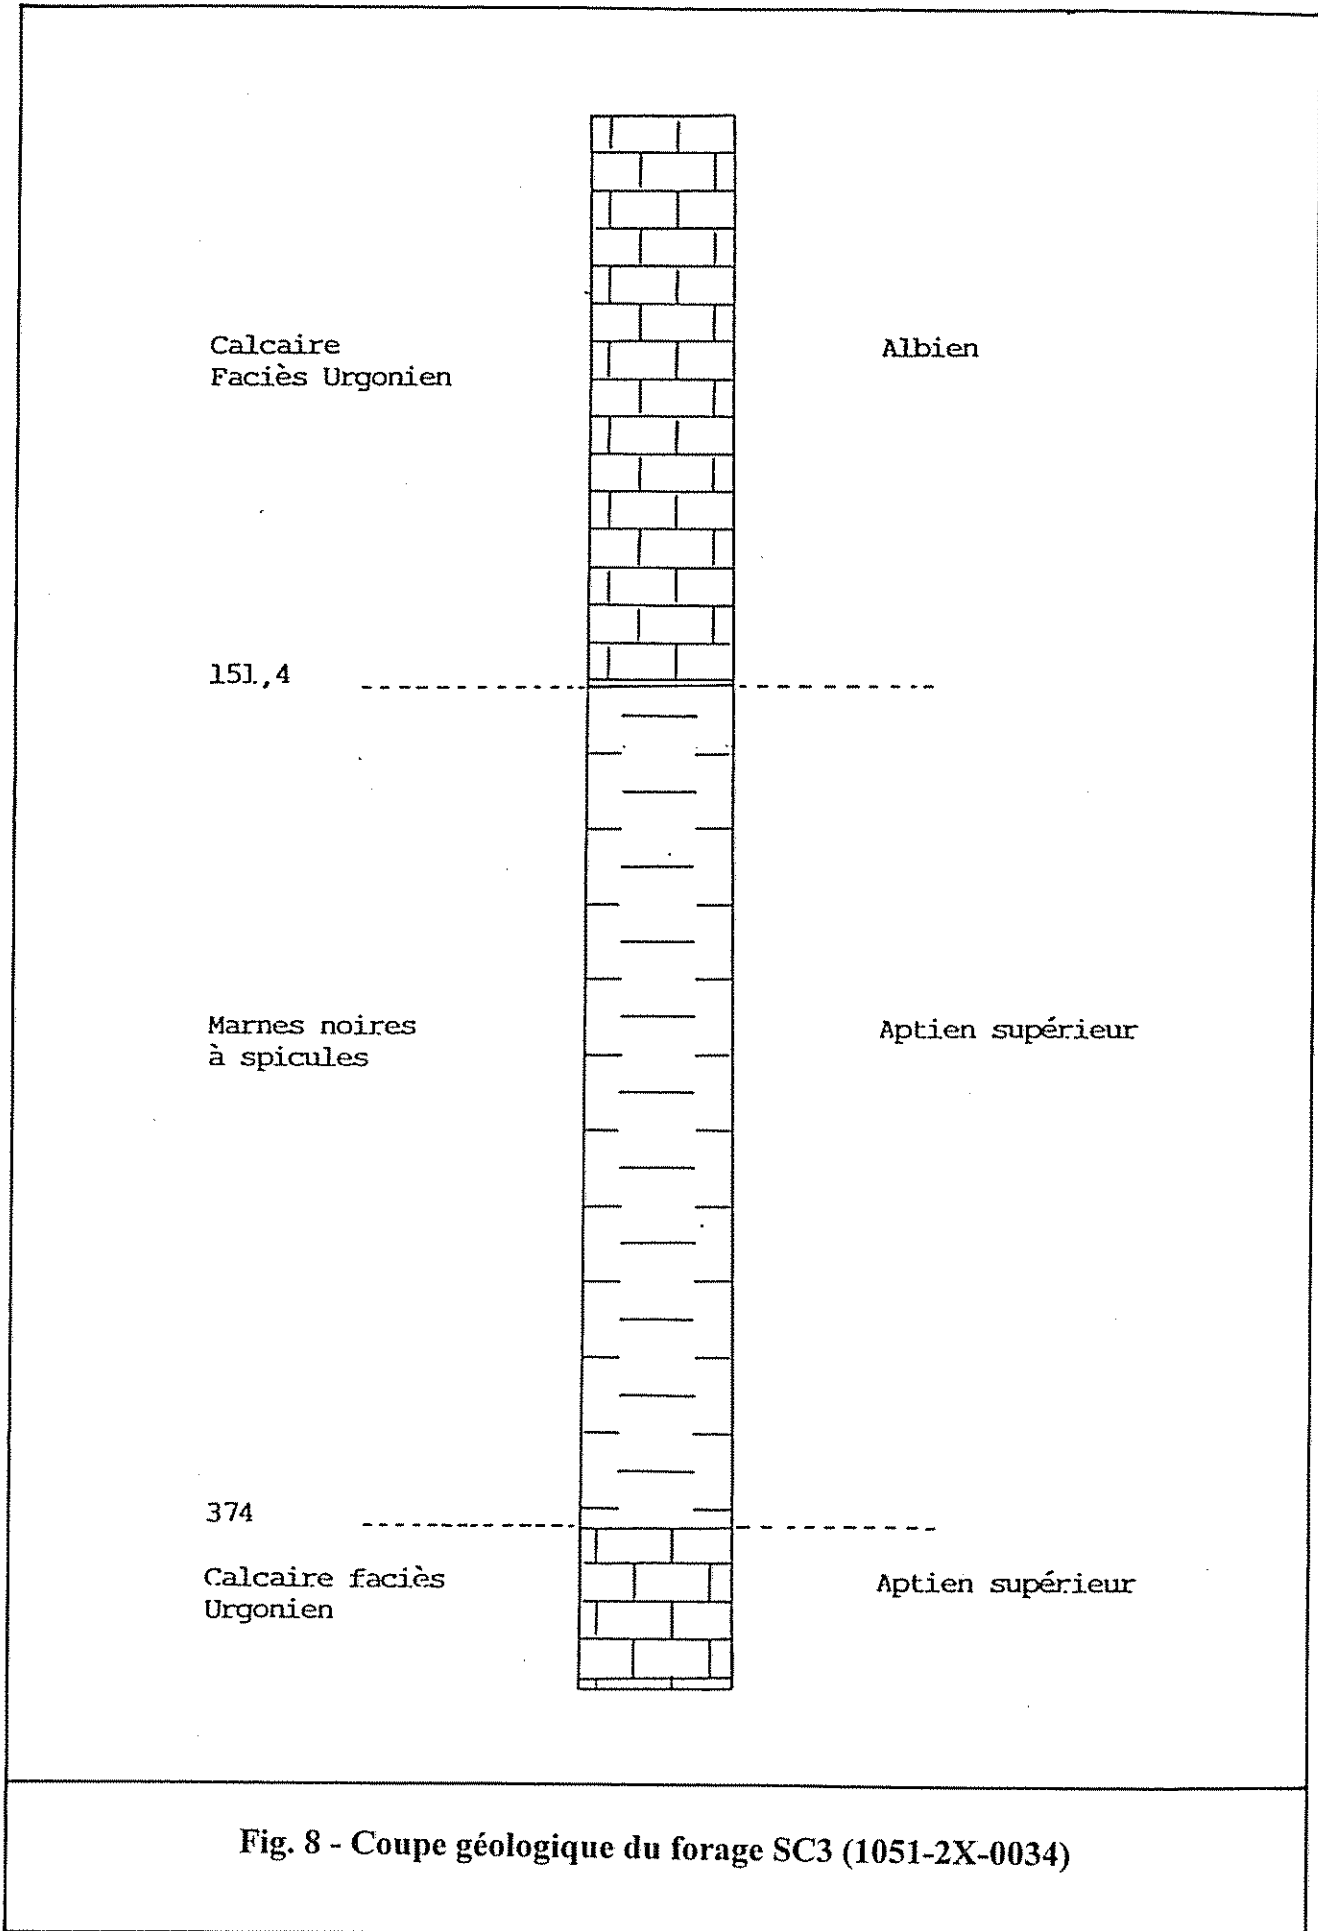 Calcaire
Faciès Urgonien
Albien
151,4
Marnes noires
à spicules
Aptien supérieur
374
Calcaire faciès
Urgonien
Aptien supérieur
Fig. 8 - Coupe géologique du forage SC3 (1051-2X-0034)